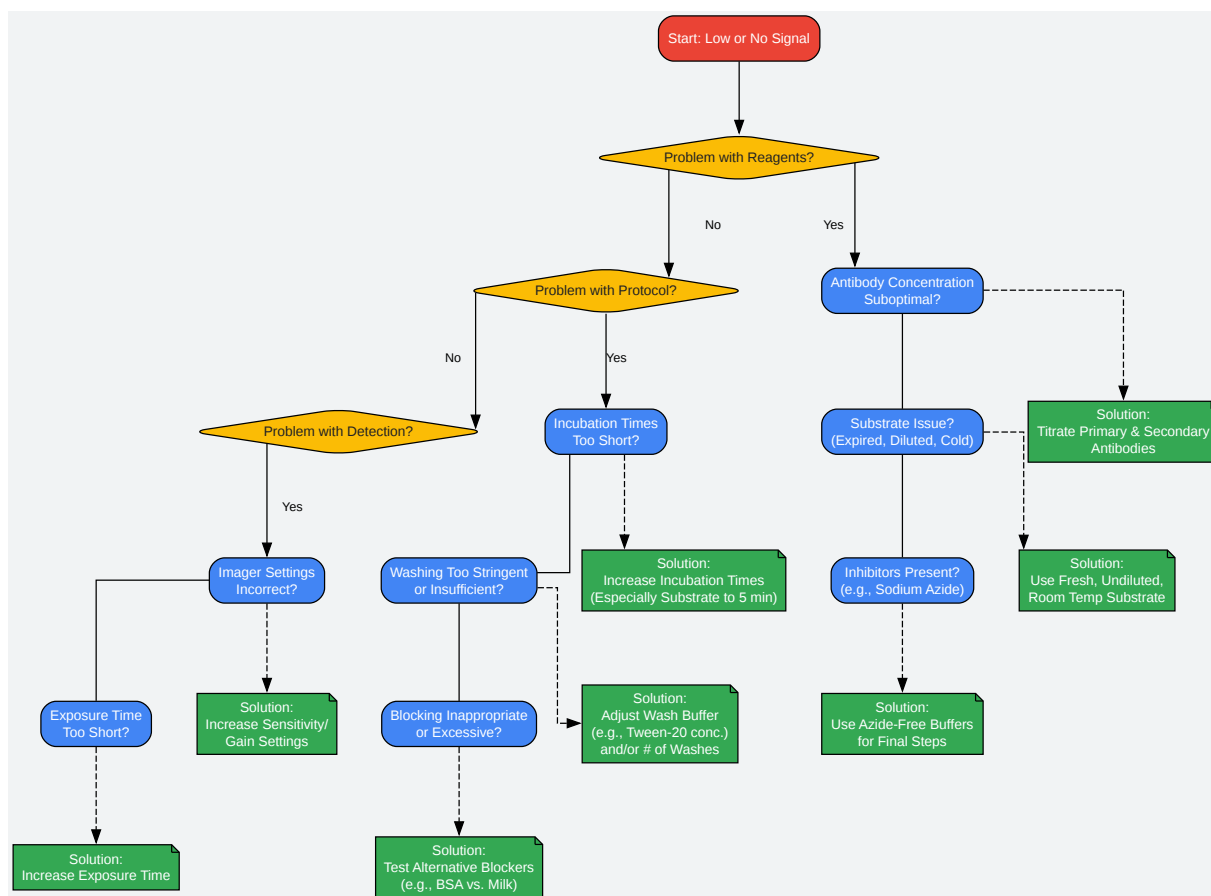 Start: Low or No Signal
Problem with Reagents?
No
Yes
Problem with Protocol?
Antibody Concentration
Suboptimal?
No
Yes
Problem with Detection?
Incubation Times
Too Short?
Substrate Issue?
(Expired, Diluted, Cold)
Solution:
Titrate Primary & Secondary
Antibodies
Yes
Imager Settings
Incorrect?
Washing Too Stringent
or Insufficient?
Solution:
Increase Incubation Times
(Especially Substrate to 5 min)
Inhibitors Present?
(e.g., Sodium Azide)
Solution:
Use Fresh, Undiluted,
Room Temp Substrate
Exposure Time
Too Short?
Solution:
Increase Sensitivity/
Gain Settings
Blocking Inappropriate
or Excessive?
Solution:
Adjust Wash Buffer
(e.g., Tween-20 conc.)
and/or # of Washes
Solution:
Use Azide-Free Buffers
for Final Steps
Solution:
Increase Exposure Time
Solution:
Test Alternative Blockers
(e.g., BSA vs. Milk)